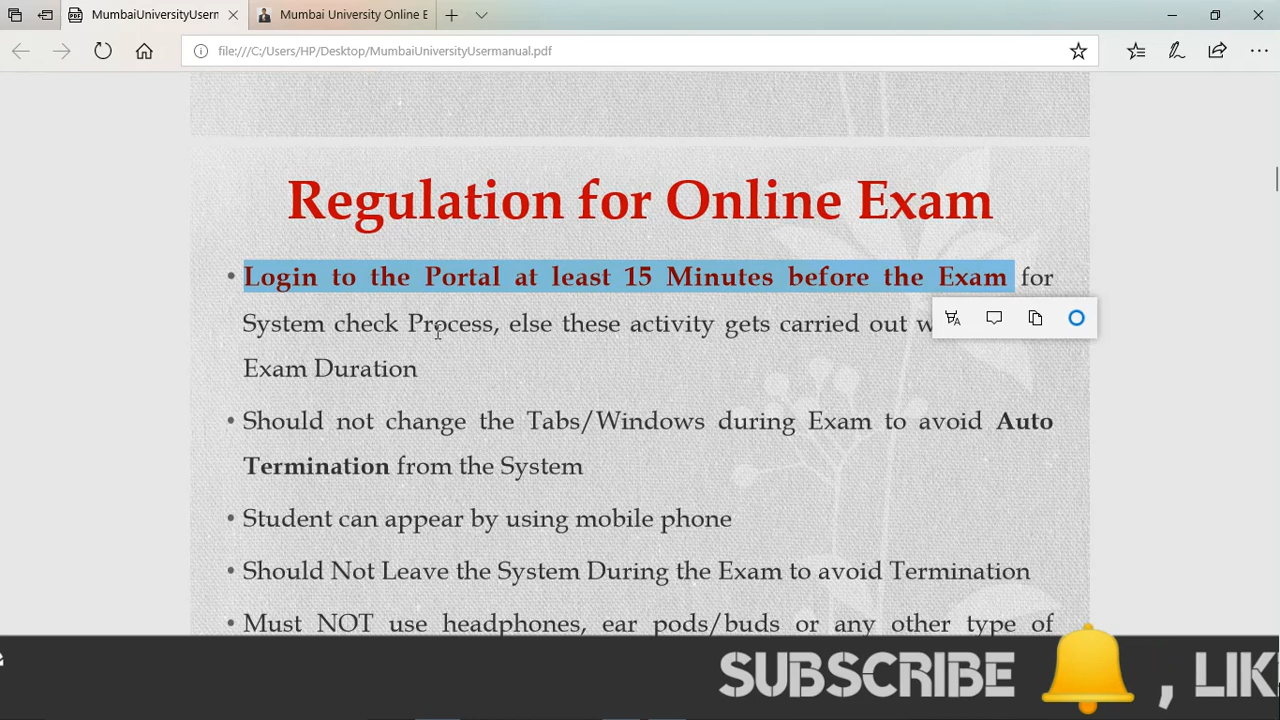 MumbaiUniversityUserm
Mumbai University Online E
file:///C:/Users/HP/Desktop/MumbaiUniversityUsermanual.pdf
Regulation for Online Exam
• Login to the Portal at least 15 Minutes before the Exam for
System check Process, else these activity gets carried out
Exam Duration
• Should not change the Tabs/Windows during Exam to avoid Auto
Termination from the System
• Student can appear by using mobile phone
• Should Not Leave the System During the Exam to avoid Termination
• Must NOT use headphones, ear pods/buds or any other type of
SUBSCRIBE , LIK